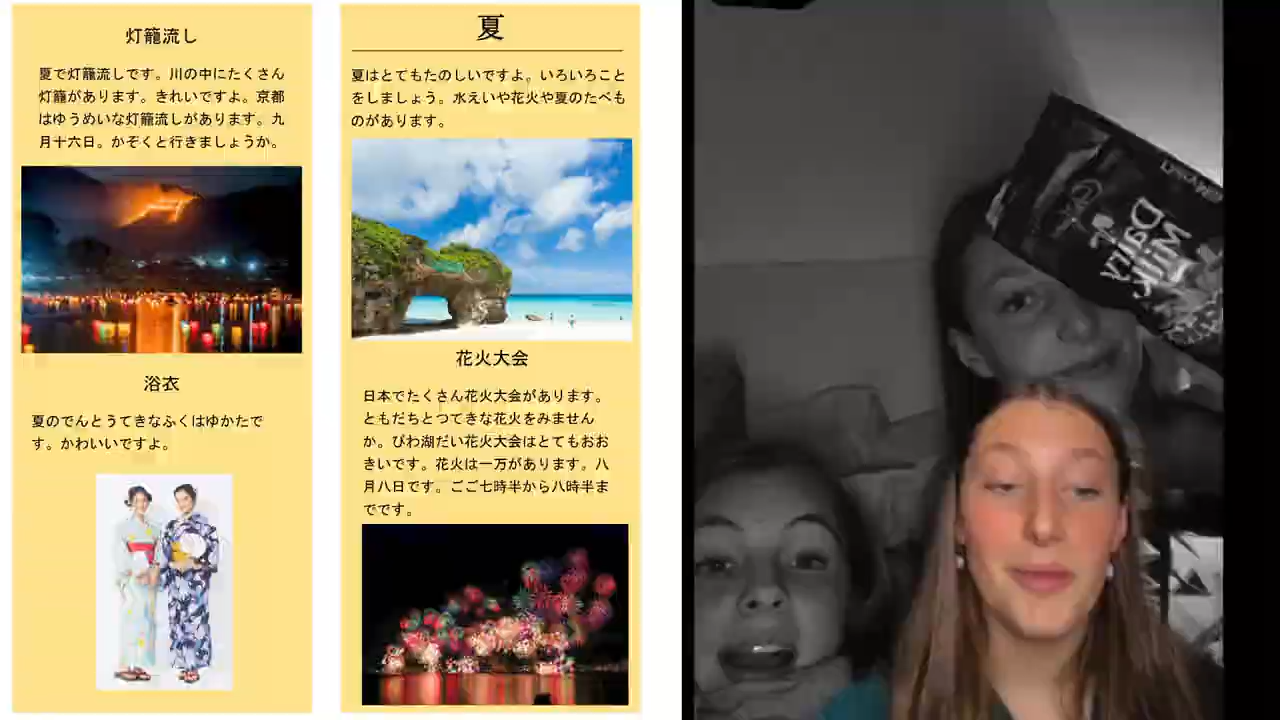 灯籠流し
夏で灯籠流しです。川の中にたくさん
灯籠があります。きれいですよ。京都
はゆうめいな灯籠流しがあります。九
月十六日。かぞくと行きましょうか。
浴衣
夏のでんとうてきなふくはゆかたで
す。かわいいですよ。
夏
夏はとてもたのしいですよ。いろいろこと
をしましょう。水えいや花火や夏のたべも
のがあります。
花火大会
日本でたくさん花火大会があります。
ともだちとつてきな花火をみません
か。びわ湖だい花火大会はとてもおお
きいです。花火は一万があります。八
月八日です。ごご七時半から八時半ま
でです。
Dairy
Milk